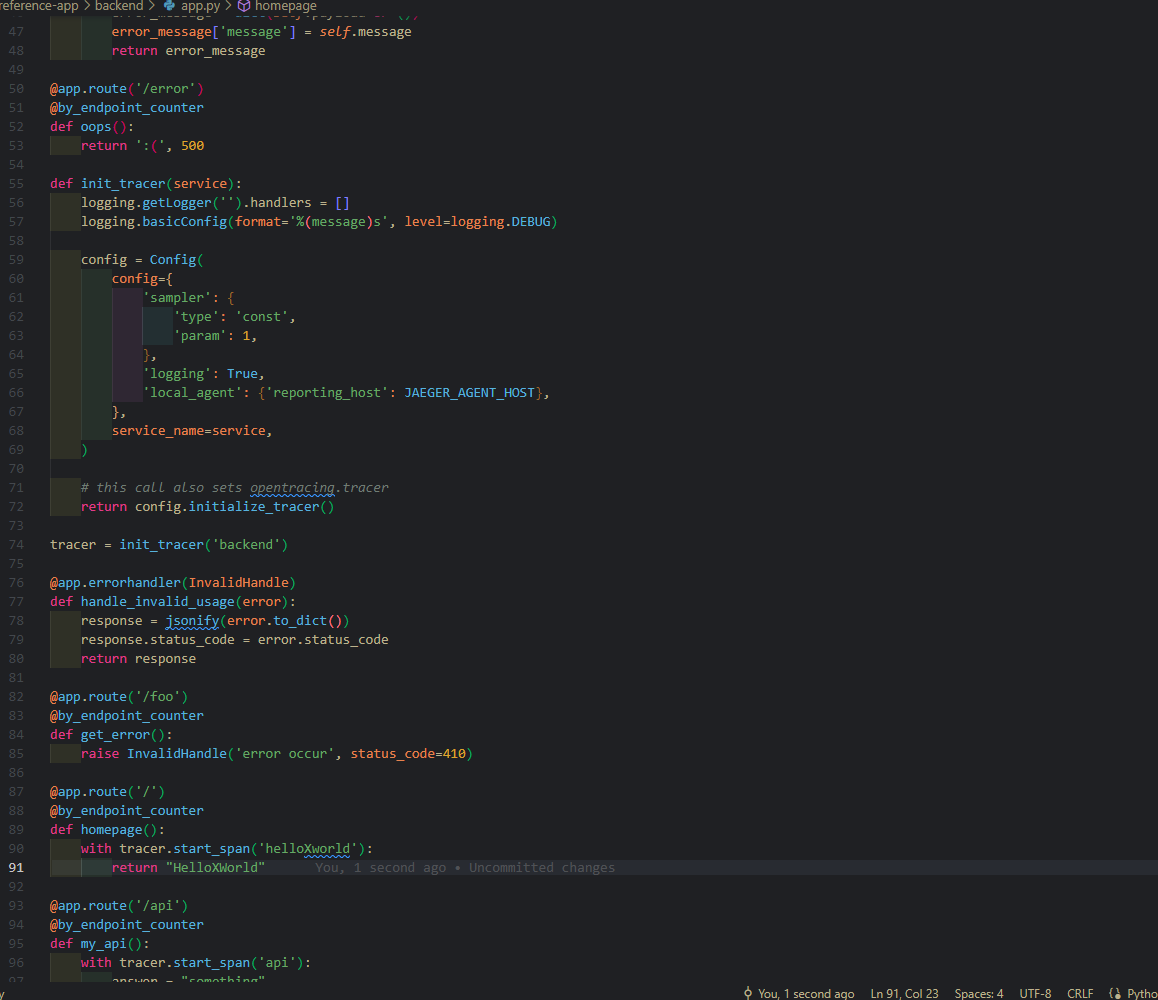 reference-app > backend > app.py > homepage
47 error_message['message'] = self.message
48 return error_message
49
50 @app.route('/error')
51 @by_endpoint_counter
52 def oops():
53 return ':(', 500
54
55 def init_tracer(service):
56 logging.getLogger('').handlers = []
57 logging.basicConfig(format='%(message)s', level=logging.DEBUG)
58
59 config = Config(
60 config={
61 'sampler': {
62 'type': 'const',
63 'param': 1,
64 },
65 'logging': True,
66 'local_agent': {'reporting_host': JAEGER_AGENT_HOST},
67 },
68 service_name=service,
69 )
70
71 # this call also sets opentracing.tracer
72 return config.initialize_tracer()
73
74 tracer = init_tracer('backend')
75
76 @app.errorhandler(InvalidHandle)
77 def handle_invalid_usage(error):
78 response = jsonify(error.to_dict())
79 response.status_code = error.status_code
80 return response
81
82 @app.route('/foo')
83 @by_endpoint_counter
84 def get_error():
85 raise InvalidHandle('error occur', status_code=410)
86
87 @app.route('/')
88 @by_endpoint_counter
89 def homepage():
90 with tracer.start_span('helloXworld'):
91 return "HelloXWorld" You, 1 second ago • Uncommitted changes
92
93 @app.route('/api')
94 @by_endpoint_counter
95 def my_api():
96 with tracer.start_span('api'):
97 answer = "something"
You, 1 second ago Ln 91, Col 23 Spaces: 4 UTF-8 CRLF Pytho